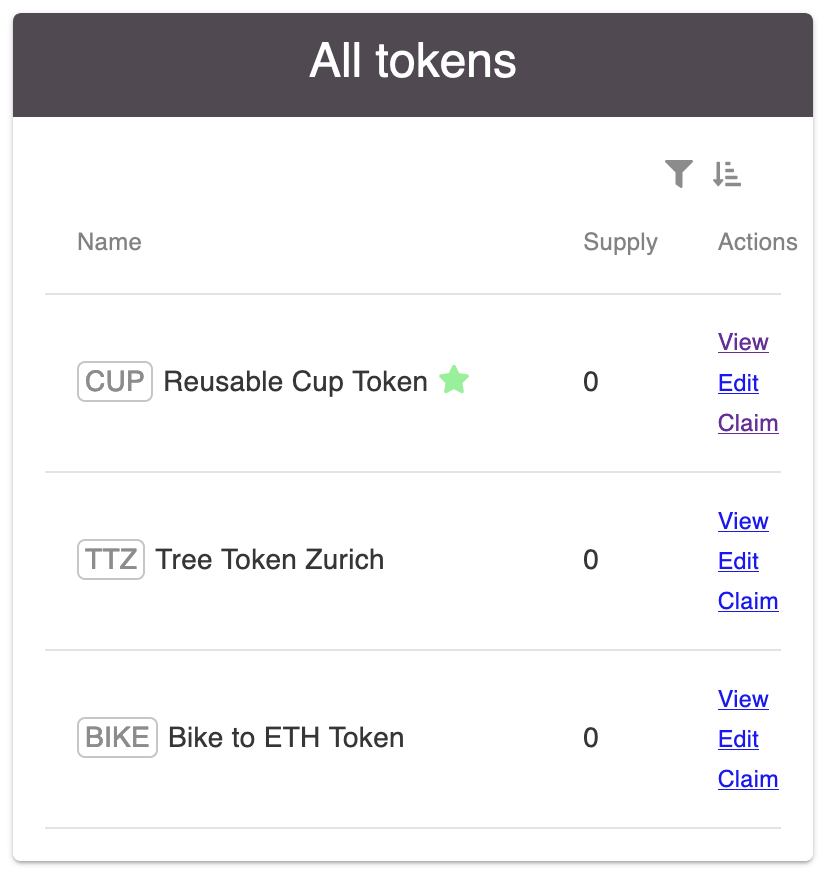 All tokens
Name Supply Actions
View
CUP Reusable Cup Token 0 Edit
Claim
View
TTZ Tree Token Zurich 0 Edit
Claim
View
BIKE Bike to ETH Token 0 Edit
Claim